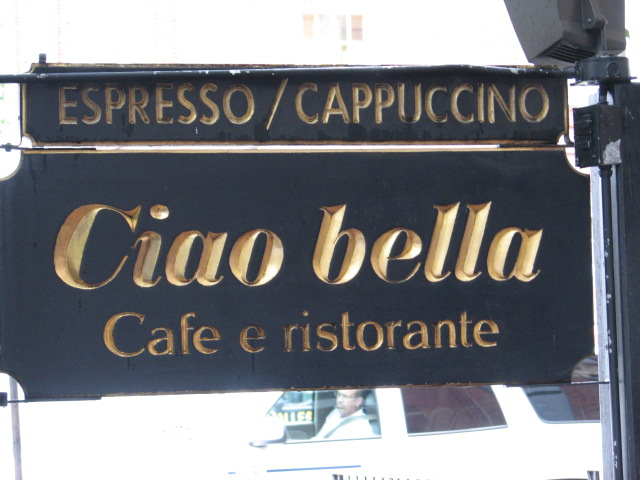 ESPRESSO / CAPPUCCINO
Ciao bella
Cafe e ristorante